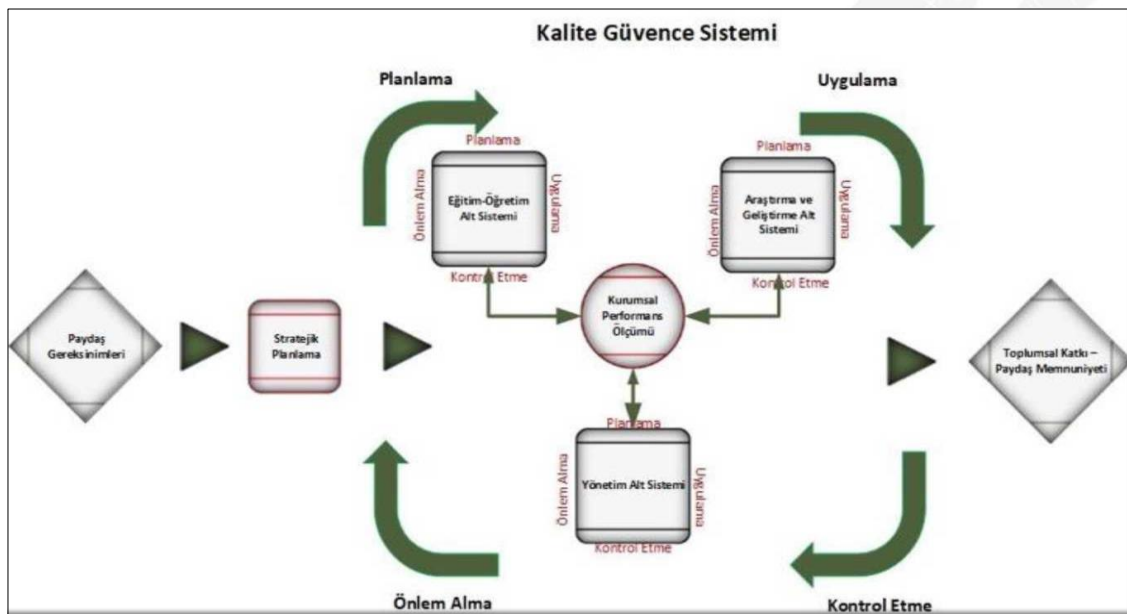 Kalite Güvence Sistemi
Planlama
Uygulama
Planlama
Önlem Alma
Eğitim-Öğretim
Alt Sistemi
Uygulama
Kontrol Etme
Planlama
Önlem Alma
Araştırma ve
Geliştirme Alt
Sistemi
Uygulama
Kontrol Etme
Paydaş
Gereksinimleri
Stratejik
Planlama
Kurumsal
Performans
Ölçümü
Toplumsal Katkı –
Paydaş Memnuniyeti
Planlama
Önlem Alma
Yönetim Alt Sistemi
Uygulama
Kontrol Etme
Önlem Alma
Kontrol Etme